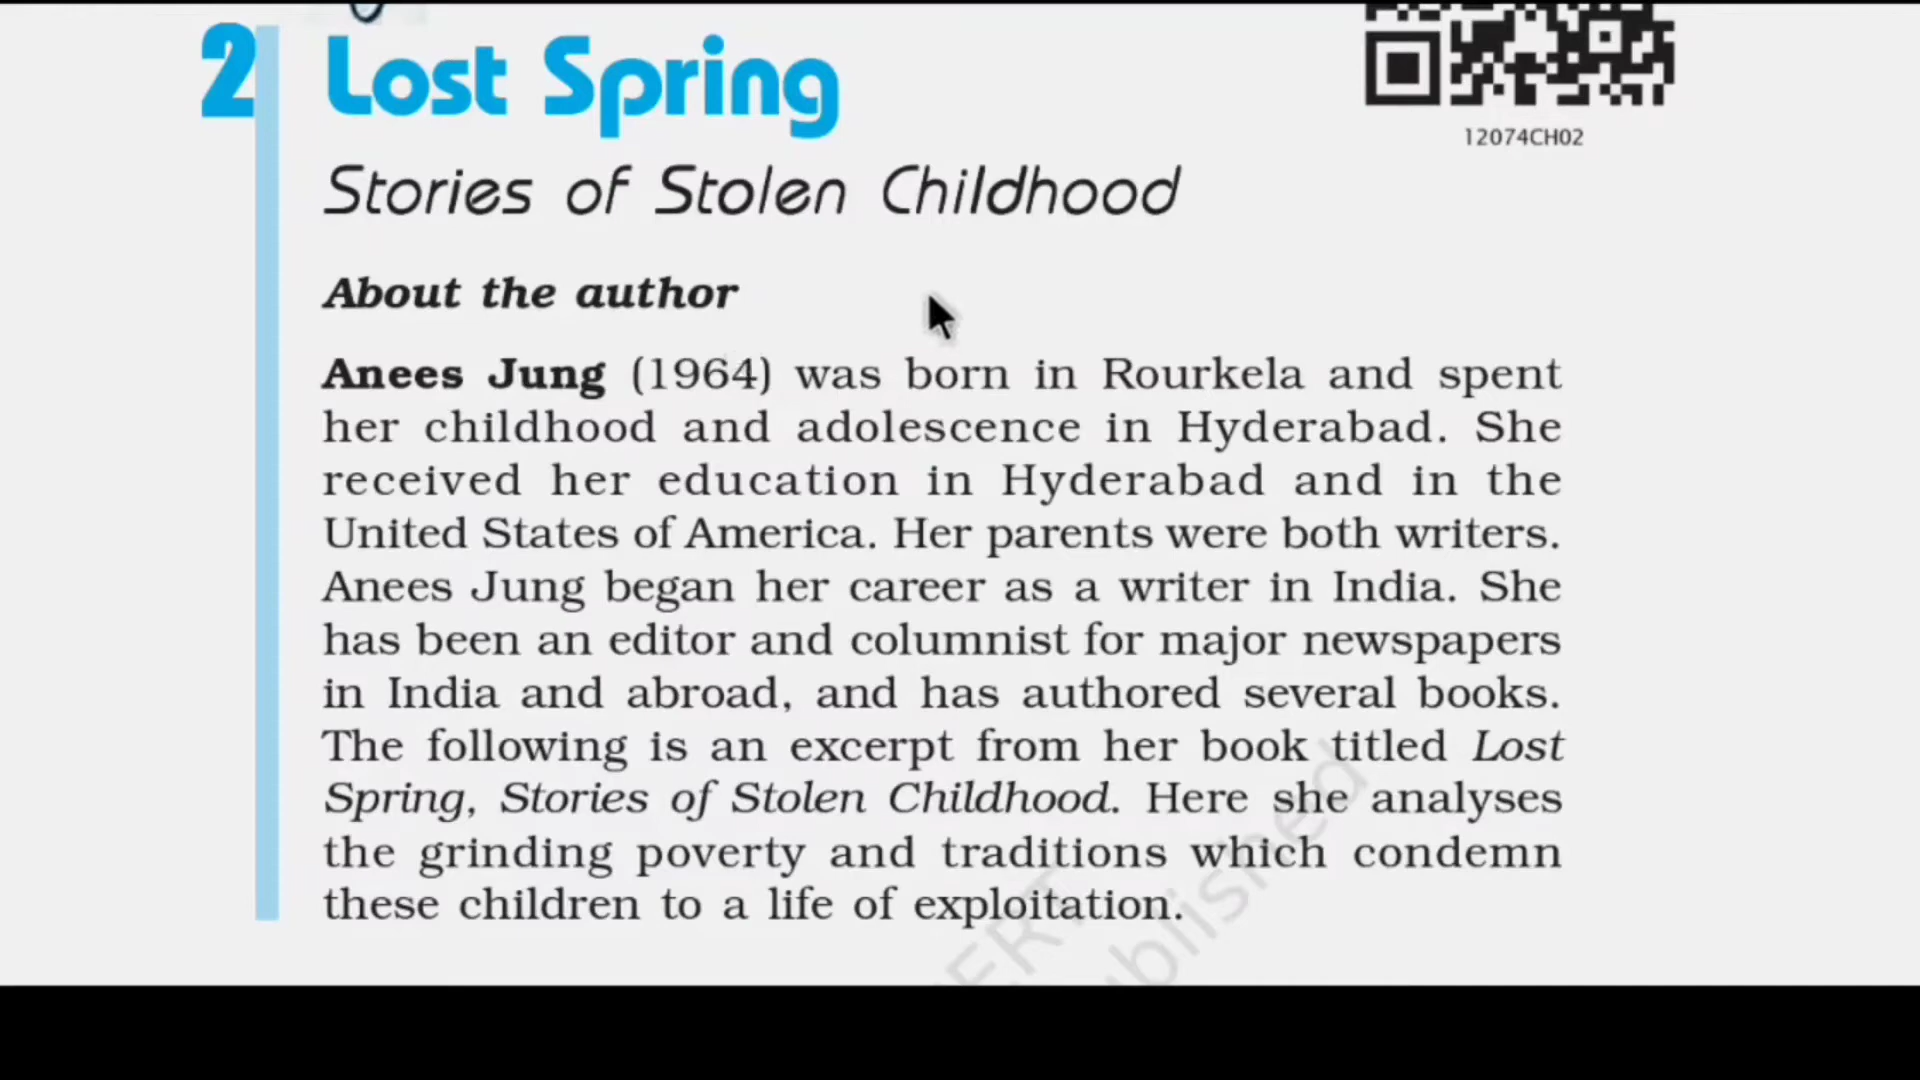 2 Lost Spring
12074CH02
Stories of Stolen Childhood
About the author
Anees Jung (1964) was born in Rourkela and spent
her childhood and adolescence in Hyderabad. She
received her education in Hyderabad and in the
United States of America. Her parents were both writers.
Anees Jung began her career as a writer in India. She
has been an editor and columnist for major newspapers
in India and abroad, and has authored several books.
The following is an excerpt from her book titled Lost
Spring, Stories of Stolen Childhood. Here she analyses
the grinding poverty and traditions which condemn
these children to a life of exploitation.